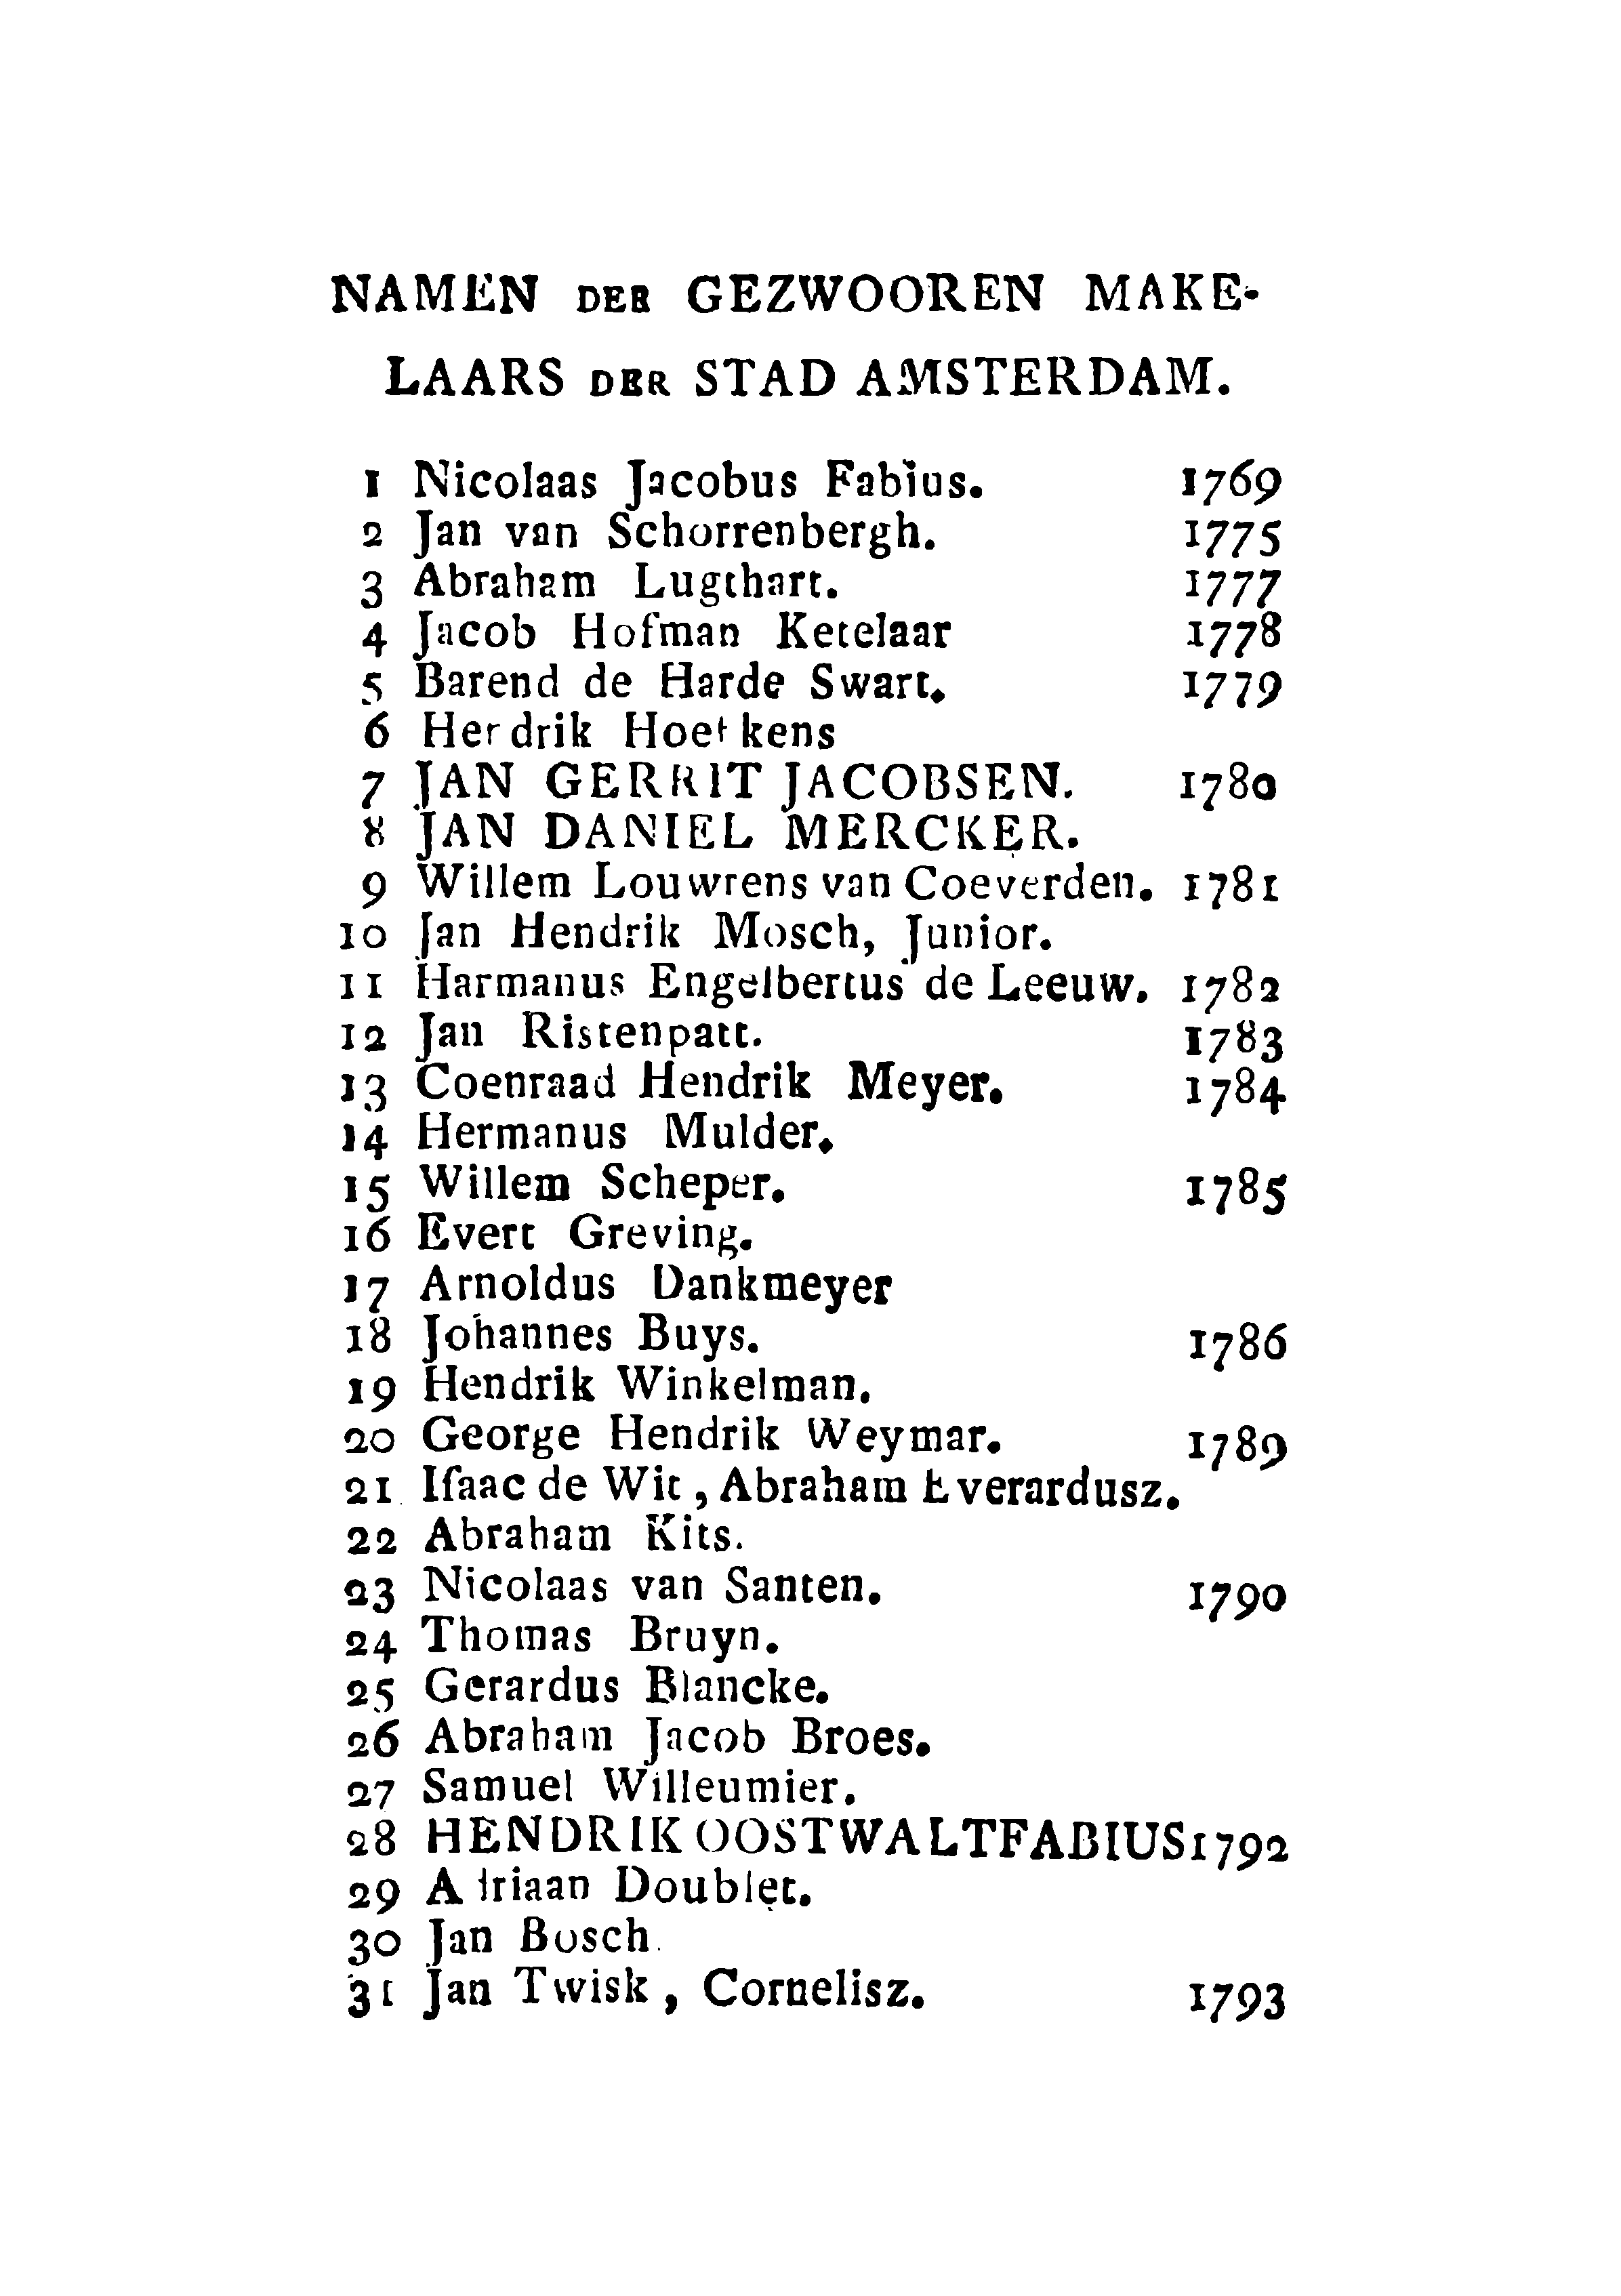 NAMEN DER GEZWOOREN MAKE-
LAARS DER STAD AMSTERDAM.
1 Nicolaas Jacobus Fabius. 1769
2 Jan van Schorrenbergh. 1775
3 Abraham Lugthart. 1777
4 Jacob Hofman Ketelaar 1778
5 Barend de Harde Swart. 1779
6 Hendrik Hoetkens
7 JAN GERRIT JACOBSEN. 1780
8 JAN DANIEL MERCKER.
9 Willem Louwrens van Coeverden. 1781
10 Jan Hendrik Mosch, Junior.
11 Harmanus Engelbertus de Leeuw. 1782
12 Jan Ristenpatt. 1783
13 Coenraad Hendrik Meyer. 1784
14 Hermanus Mulder.
15 Willem Scheper. 1785
16 Evert Greving.
17 Arnoldus Dankmeyer
18 Johannes Buys. 1786
19 Hendrik Winkelman.
20 George Hendrik Weymar. 1789
21 Iſaac de Wit, Abraham Everardusz.
22 Abraham Kits.
23 Nicolaas van Santen. 1790
24 Thomas Bruyn.
25 Gerardus Blancke.
26 Abraham Jacob Broes.
27 Samuel Willeumier.
28 HENDRIK OOSTWALT FABIUS 1792
29 Adriaan Doublet.
30 Jan Bosch.
31 Jan Twisk, Cornelisz. 1793